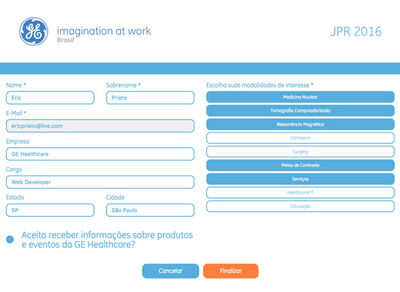 imagination at work
Brasil
JPR 2016
Nome *
Sobrenome *
Eric
Prieto
E-Mail *
ericprieto@live.com
Empresa
GE Healthcare
Cargo
Web Developer
Estado
Cidade
SP
São Paulo
Aceita receber informações sobre produtos
e eventos da GE Healthcare?
Escolha suas modalidades de interesse *
Medicina Nuclear
Tomografia Computadorizada
Ressonância Magnética
Ultrassom
Surgery
Meios de Contraste
Serviços
Healthcare IT
Educação
Cancelar
Finalizar